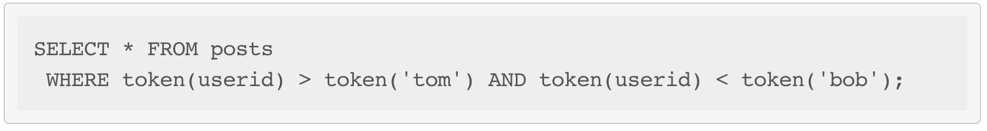 SELECT * FROM posts
WHERE token(userid) > token('tom') AND token(userid) < token('bob');